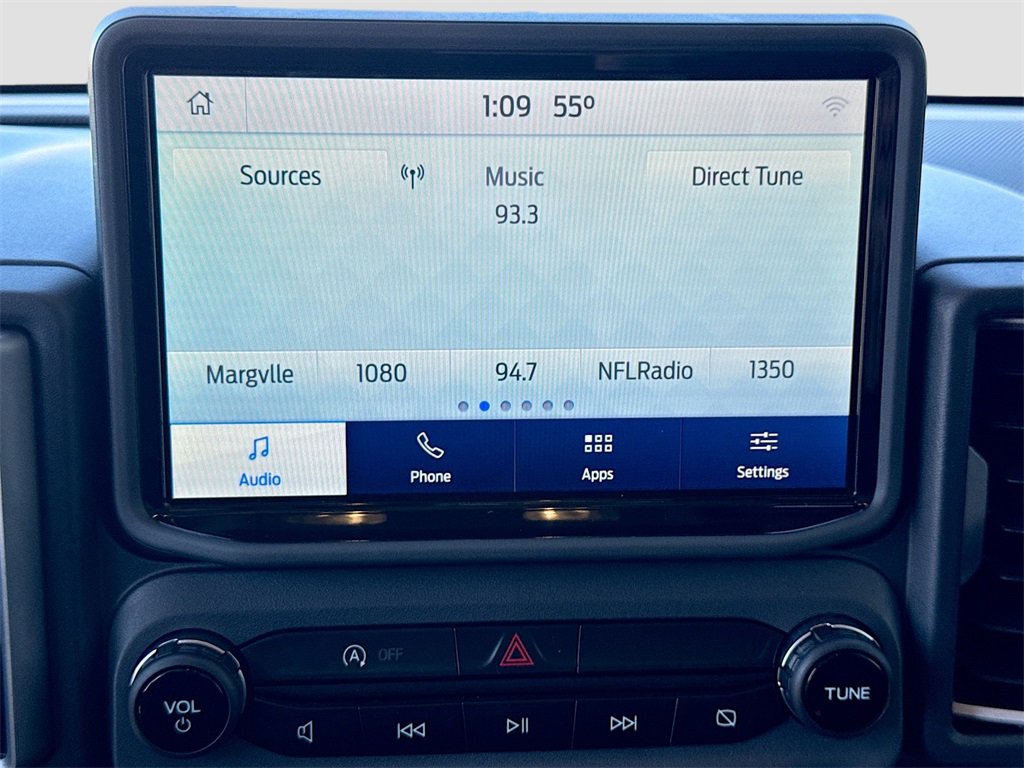 1:09 55º
Sources Music Direct Tune
93.3
Margvlle 1080 94.7 NFLRadio 1350
Audio Phone Apps Settings
A OFF
VOL TUNE